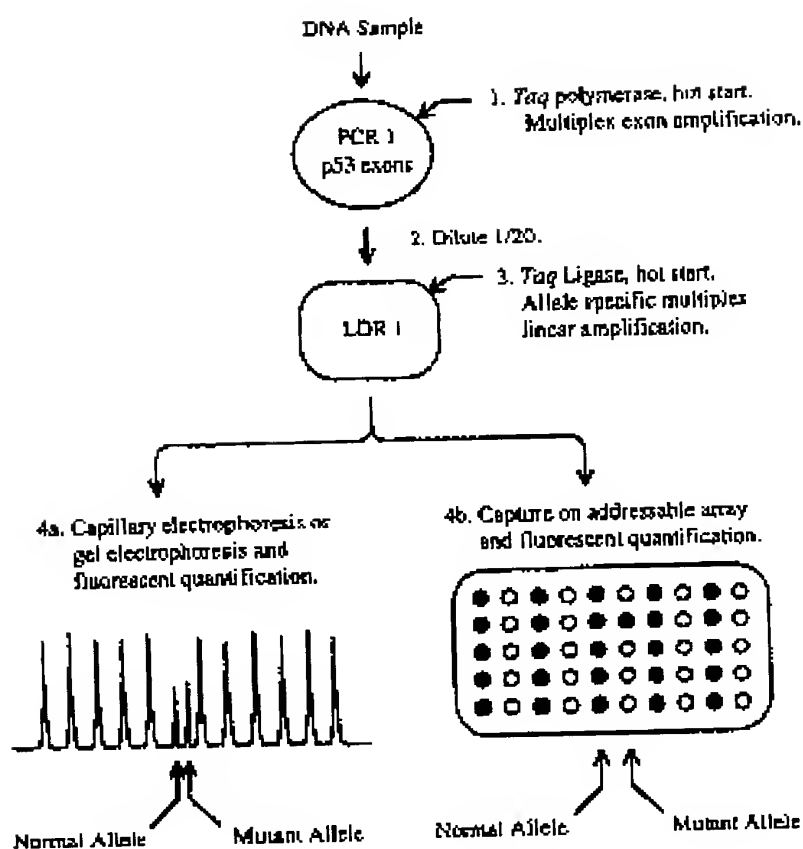 DNA Sample
1. Taq polymerase, hot start.
Multiplex exon amplification.
PCR 1
p53 exons
2. Dilute 1/20.
3. Taq Ligase, hot start.
Allele specific multiplex
linear amplification.
LDR 1
4a. Capillary electrophoresis or
gel electrophoresis and
fluorescent quantification.
4b. Capture on addressable array
and fluorescent quantification.
Normal Allele
Mutant Allele
Normal Allele
Mutant Allele